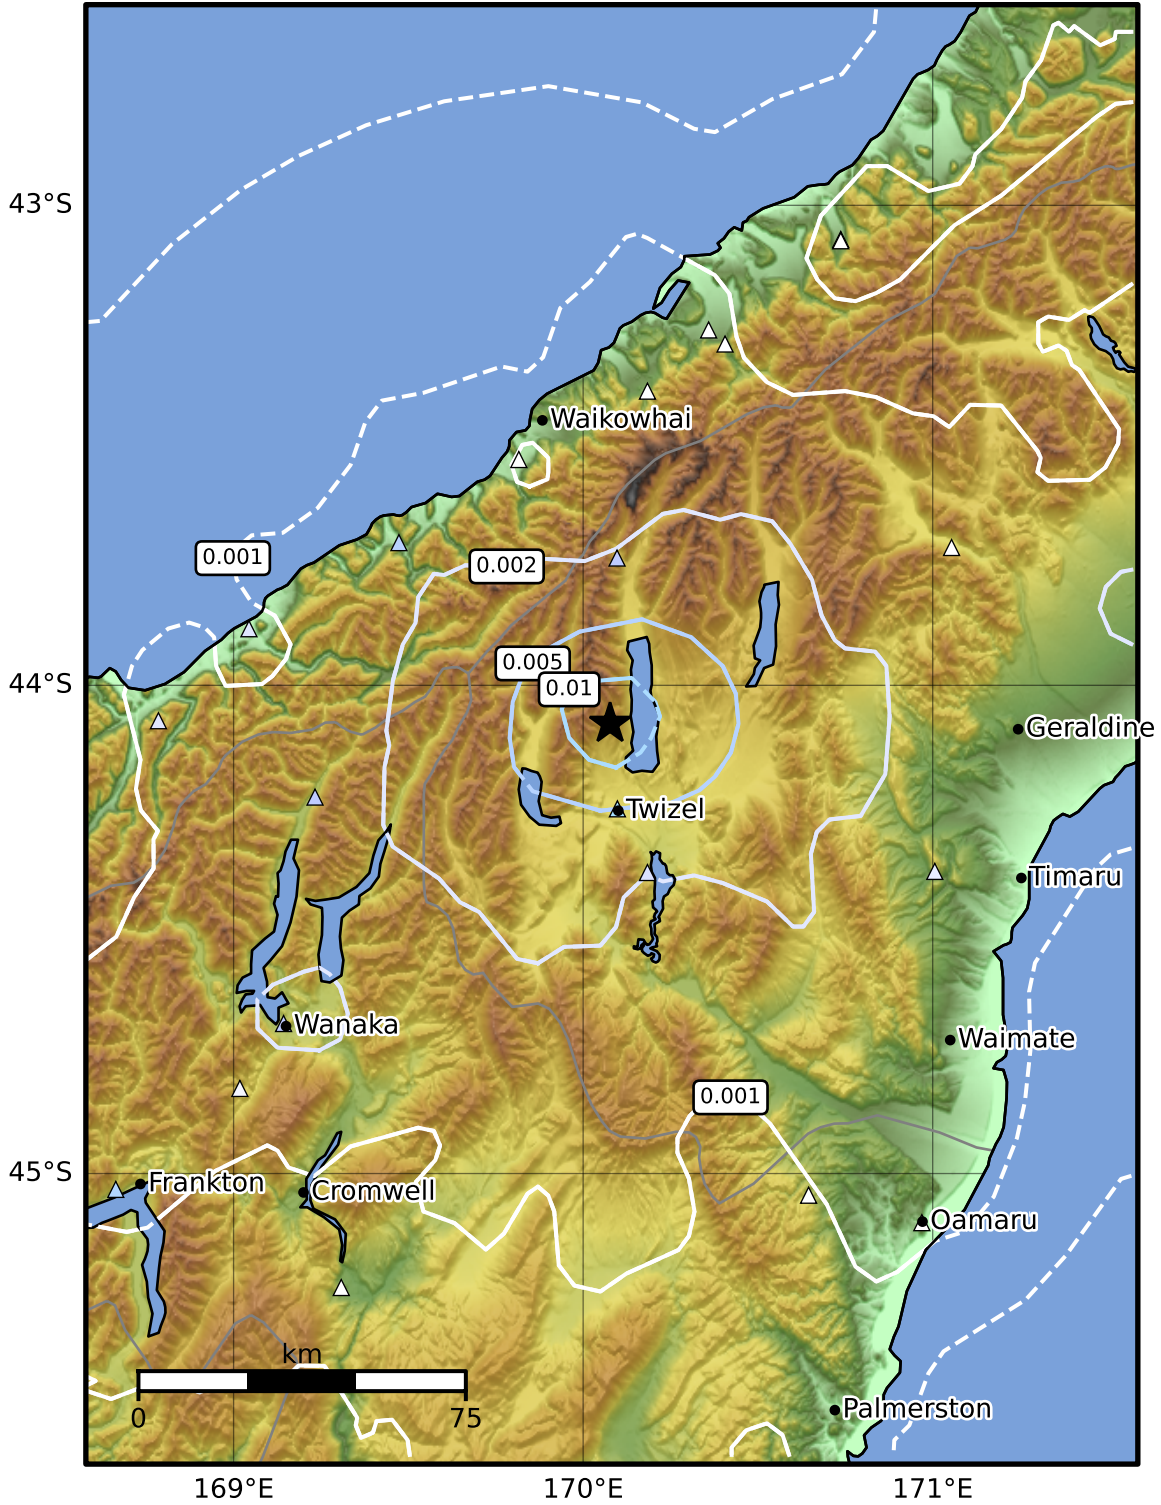 43°S
Waikowhai
0.001
0.002
0.005
44°S
0.01
Geraldine
Twizel
Timaru
Wanaka
Waimate
0.001
45°S
Frankton
Cromwell
Oamaru
km
0
75
Palmerston
169°E
170°E
171°E